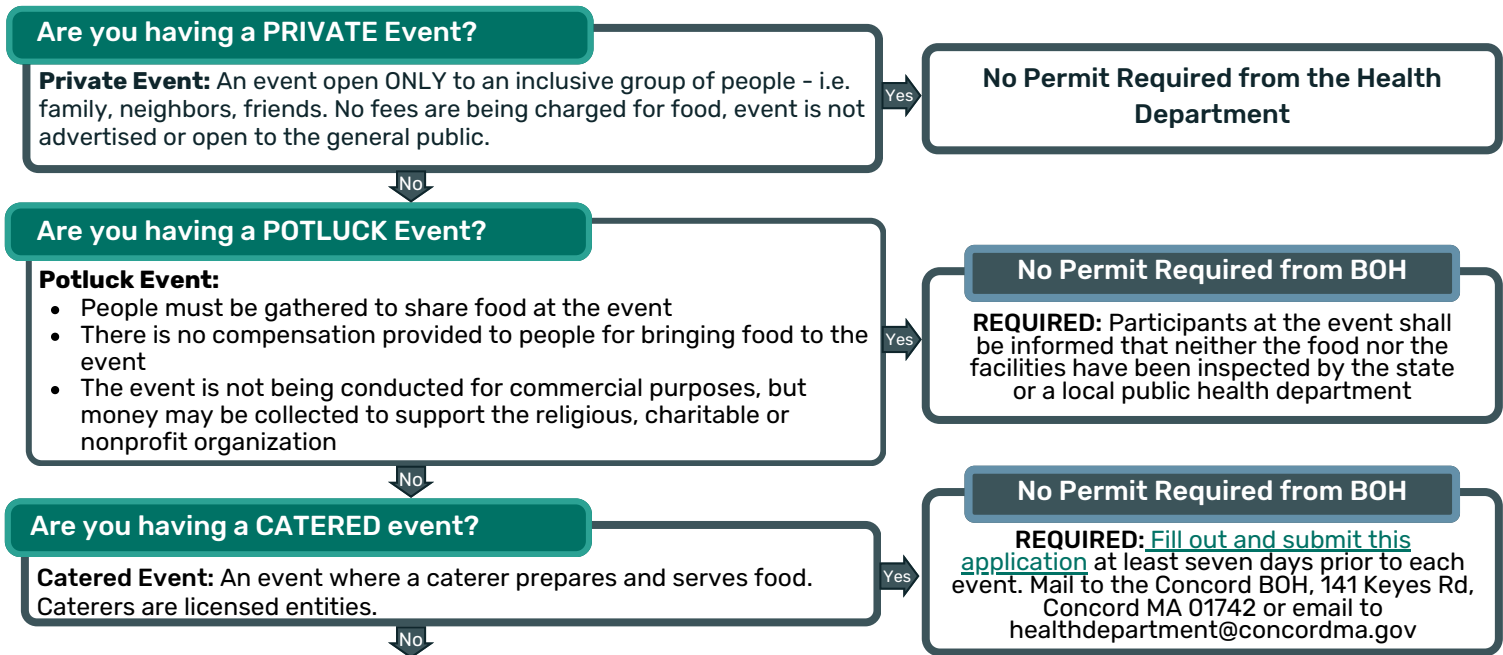 Are you having a PRIVATE Event?
Private Event: An event open ONLY to an inclusive group of people - i.e.
family, neighbors, friends. No fees are being charged for food, event is not
advertised or open to the general public.
Yes
No Permit Required from the Health
Department
No
Are you having a POTLUCK Event?
Potluck Event:
• People must be gathered to share food at the event
• There is no compensation provided to people for bringing food to the
event
• The event is not being conducted for commercial purposes, but
money may be collected to support the religious, charitable or
nonprofit organization
Yes
No Permit Required from BOH
REQUIRED: Participants at the event shall
be informed that neither the food nor the
facilities have been inspected by the state
or a local public health department
No
Are you having a CATERED event?
Catered Event: An event where a caterer prepares and serves food.
Caterers are licensed entities.
Yes
No Permit Required from BOH
REQUIRED: Fill out and submit this
application at least seven days prior to each
event. Mail to the Concord BOH, 141 Keyes Rd,
Concord MA 01742 or email to
healthdepartment@concordma.gov
No